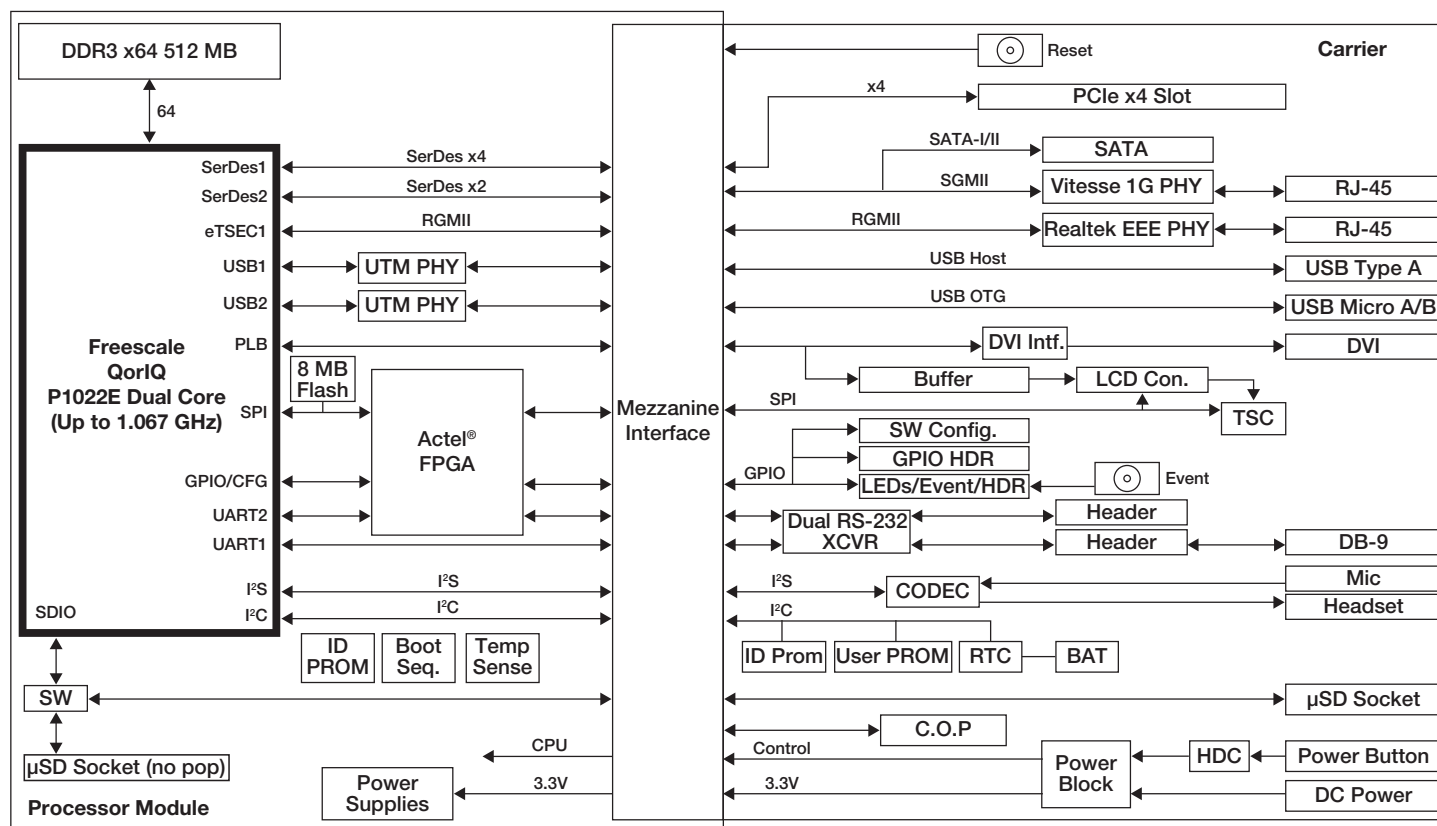 DDR3 x64 512 MB
64
SerDes1
SerDes2
eTSEC1
USB1
USB2
PLB
SPI
GPIO/CFG
UART2
UART1
I²S
I²C
SDIO
Freescale
QorIQ
P1022E Dual Core
(Up to 1.067 GHz)
SerDes x4
SerDes x2
RGMII
UTM PHY
UTM PHY
8 MB
Flash
Actel®
FPGA
I²S
I²C
ID
PROM
Boot
Seq.
Temp
Sense
SW
µSD Socket (no pop)
CPU
3.3V
Power
Supplies
Processor Module
Mezzanine
Interface
Reset
Carrier
x4
PCIe x4 Slot
SATA-I/II
SATA
SGMII
Vitesse 1G PHY
RJ-45
RGMII
Realtek EEE PHY
RJ-45
USB Host
USB Type A
USB OTG
USB Micro A/B
DVI Intf.
DVI
Buffer
LCD Con.
SPI
TSC
SW Config.
GPIO HDR
GPIO
LEDs/Event/HDR
Event
Dual RS-232
XCVR
Header
Header
DB-9
I²S
CODEC
Mic
Headset
I²C
ID Prom
User PROM
RTC
BAT
µSD Socket
C.O.P
Control
3.3V
Power
Block
HDC
Power Button
DC Power